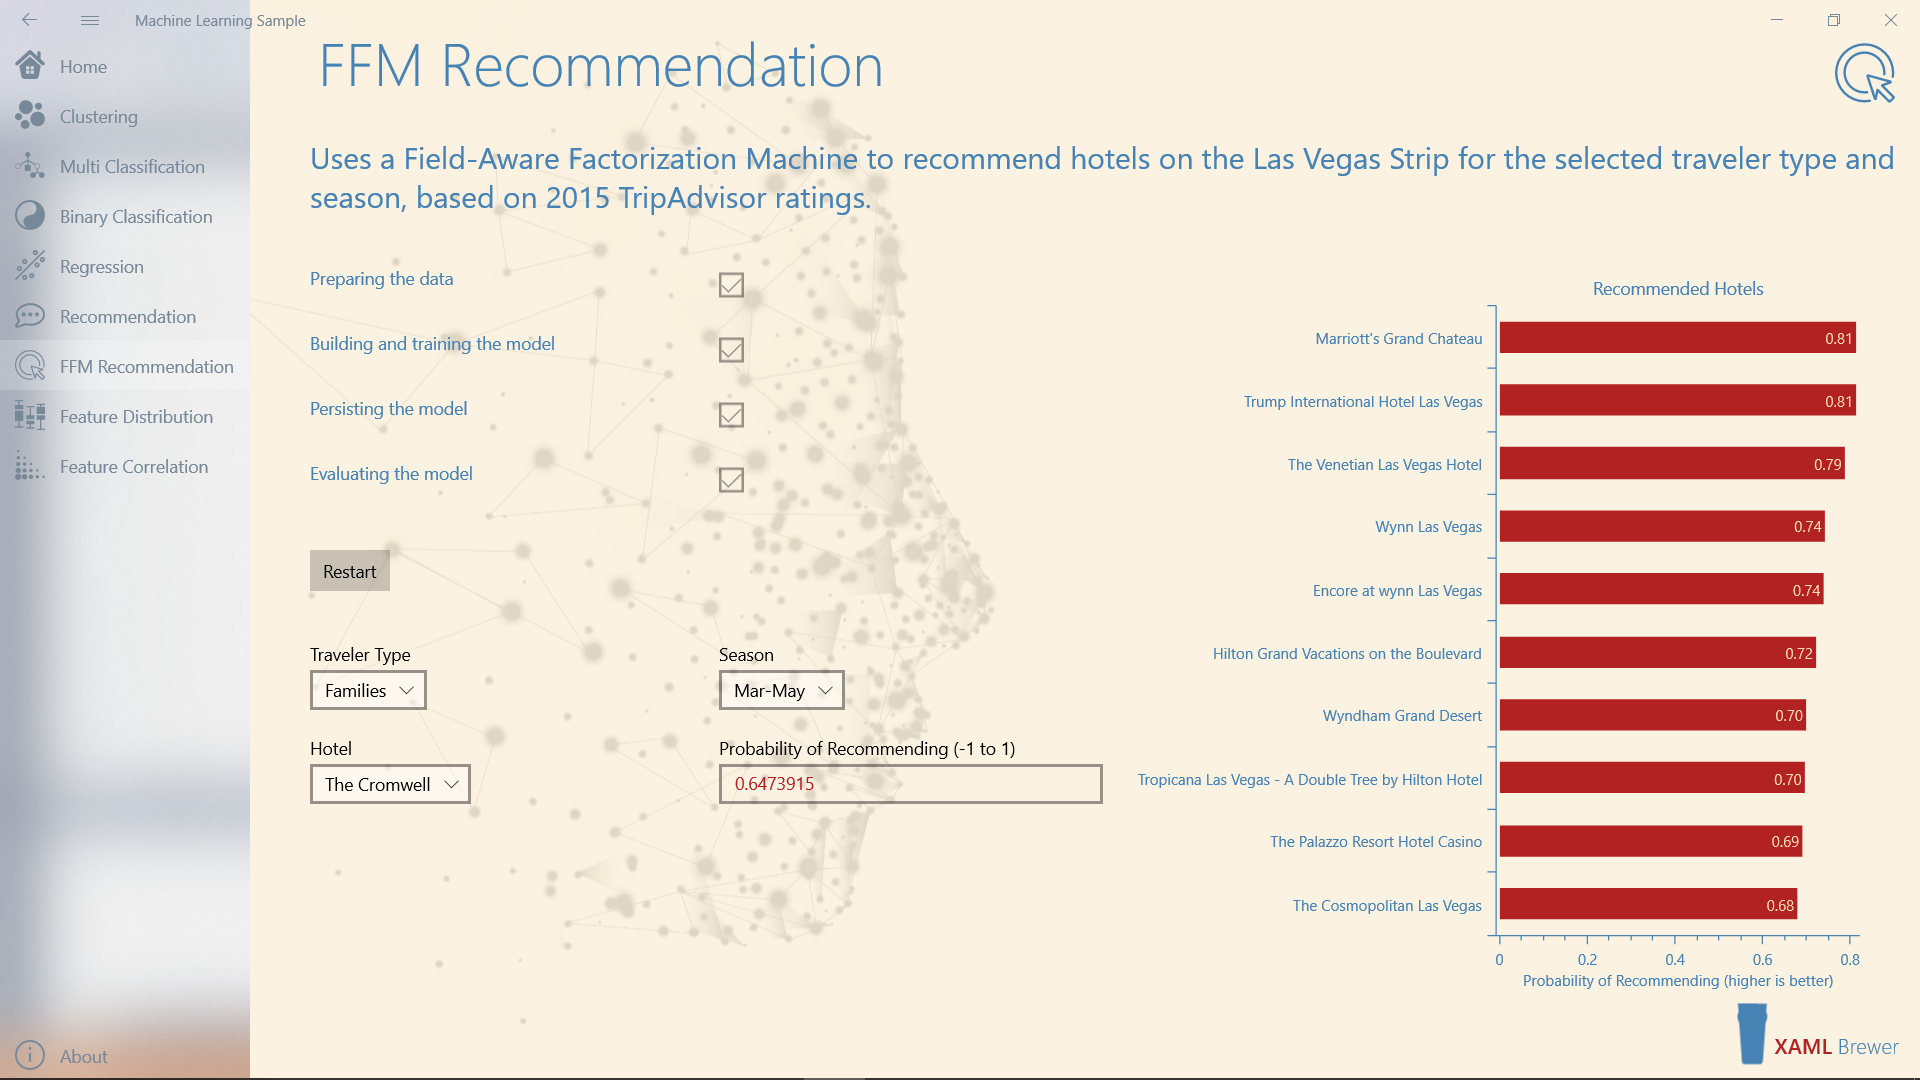 Machine Learning Sample
Home
Clustering
Multi Classification
Binary Classification
Regression
Recommendation
FFM Recommendation
Feature Distribution
Feature Correlation
About
FFM Recommendation
Uses a Field-Aware Factorization Machine to recommend hotels on the Las Vegas Strip for the selected traveler type and
season, based on 2015 TripAdvisor ratings.
Preparing the data
Building and training the model
Persisting the model
Evaluating the model
Restart
Traveler Type
Families
Season
Mar-May
Hotel
The Cromwell
Probability of Recommending (-1 to 1)
0.6473915
Recommended Hotels
Marriott's Grand Chateau 0.81
Trump International Hotel Las Vegas 0.81
The Venetian Las Vegas Hotel 0.79
Wynn Las Vegas 0.74
Encore at wynn Las Vegas 0.74
Hilton Grand Vacations on the Boulevard 0.72
Wyndham Grand Desert 0.70
Tropicana Las Vegas - A Double Tree by Hilton Hotel 0.70
The Palazzo Resort Hotel Casino 0.69
The Cosmopolitan Las Vegas 0.68
0 0.2 0.4 0.6 0.8
Probability of Recommending (higher is better)
XAML Brewer